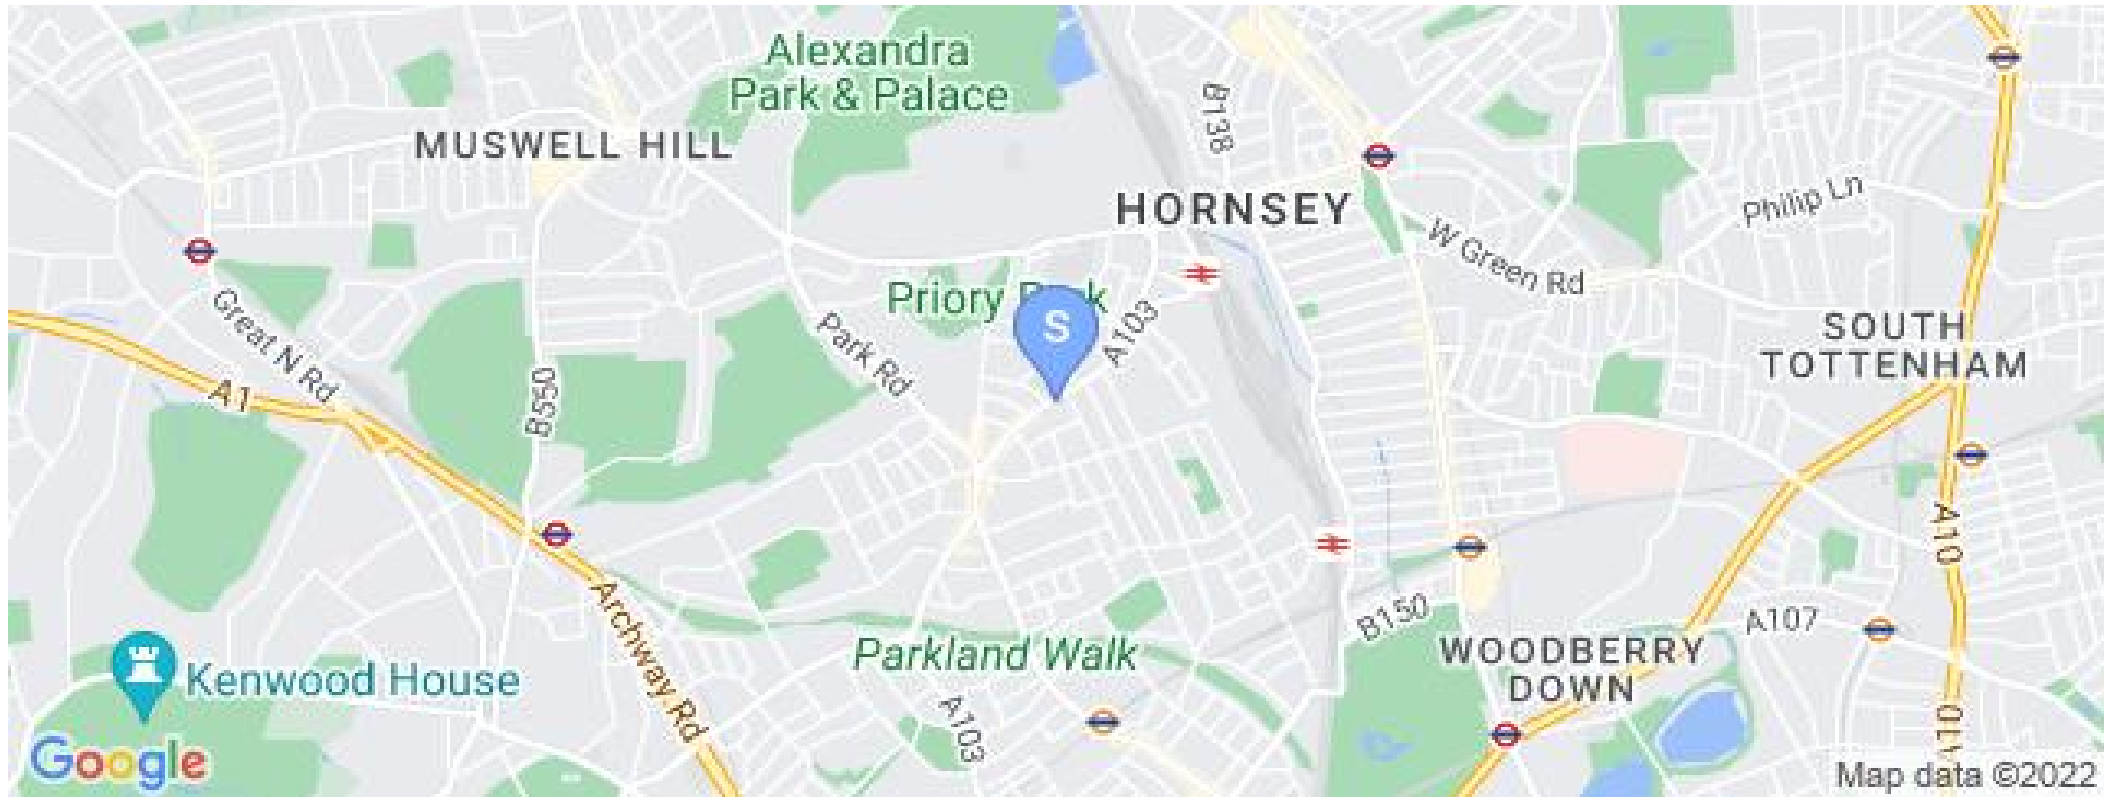 Alexandra
Park & Palace
B138
MUSWELL HILL
HORNSEY
Philip Ln
W Green Rd
Priory
S
A103
Great N Rd
Park Rd
SOUTH
TOTTENHAM
A1
B550
A10
Archway Rd
B150
A107
Parkland Walk
WOODBERRY
DOWN
Kenwood House
A103
Google
Map data ©2022